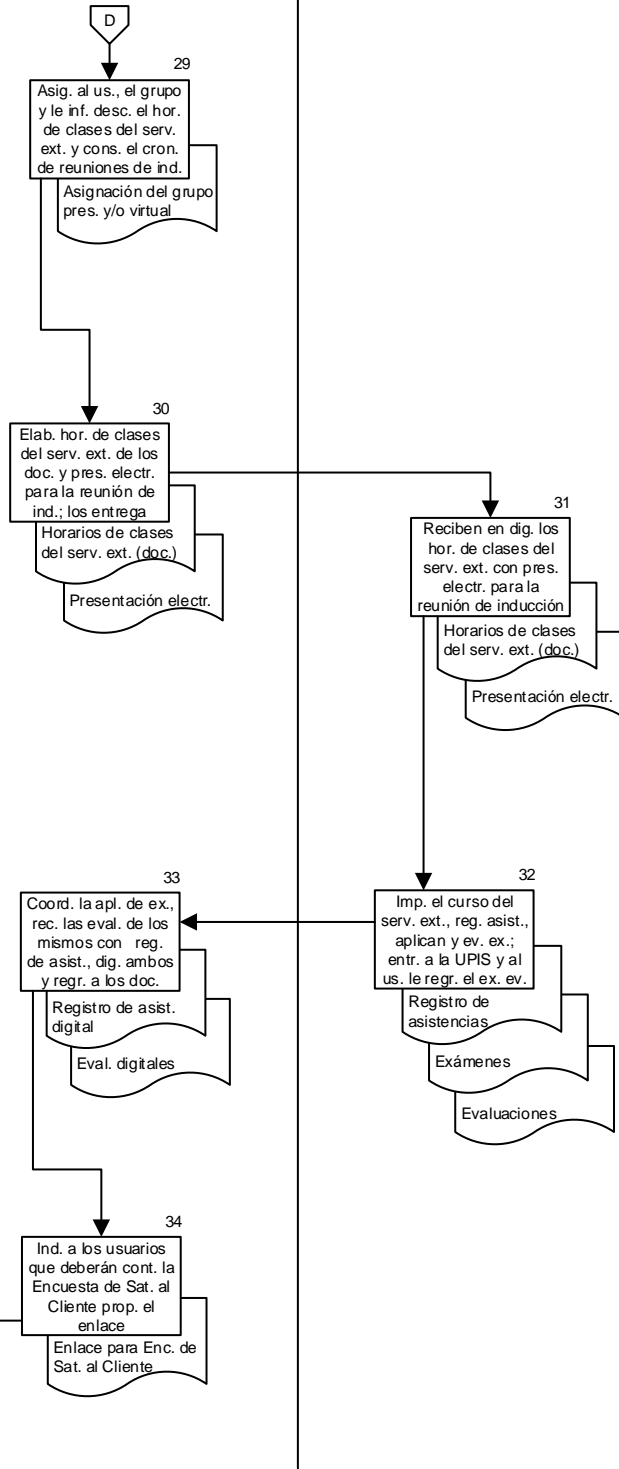 D
29
Asig. al us., el grupo
y le inf. desc. el hor.
de clases del serv.
ext. y cons. el cron.
de reuniones de ind.
Asignación del grupo
pres. y/o virtual
30
Elab. hor. de clases
del serv. ext. de los
doc. y pres. electr.
para la reunión de
ind.; los entrega
Horarios de clases
del serv. ext. (doc.)
Presentación electr.
31
Reciben en dig. los
hor. de clases del
serv. ext. con pres.
electr. para la
reunión de inducción
Horarios de clases
del serv. ext. (doc.)
Presentación electr.
32
Imp. el curso del
serv. ext., reg. asist.,
aplican y ev. ex.;
entr. a la UPIS y al
us. le regr. el ex. ev.
Registro de
asistencias
Exámenes
Evaluaciones
33
Coord. la apl. de ex.,
rec. las eval. de los
mismos con reg.
de asist., dig. ambos
y regr. a los doc.
Registro de asist.
digital
Eval. digitales
34
Ind. a los usuarios
que deberán cont. la
Encuesta de Sat. al
Cliente prop. el
enlace
Enlace para Enc. de
Sat. al Cliente